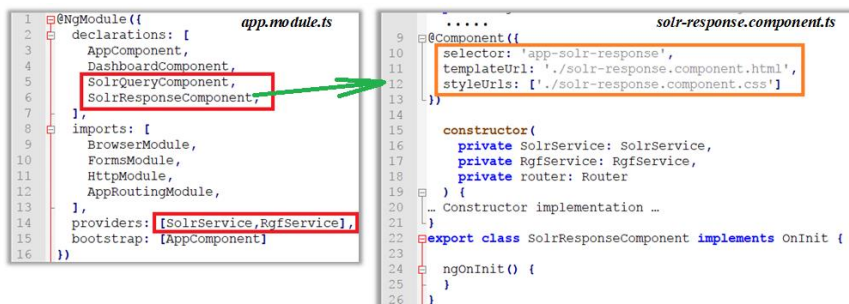 app.module.ts
1 @NgModule({
2 declarations: [
3 AppComponent,
4 DashboardComponent,
5 SolrQueryComponent,
6 SolrResponseComponent,
7 ],
8 imports: [
9 BrowserModule,
10 FormsModule,
11 HttpModule,
12 AppRoutingModule,
13 ],
14 providers: [SolrService,RgfService],
15 bootstrap: [AppComponent]
16 })
solr-response.component.ts
.....
9 @Component({
10 selector: 'app-solr-response',
11 templateUrl: './solr-response.component.html',
12 styleUrls: ['./solr-response.component.css']
13 })
14
15 constructor(
16 private SolrService: SolrService,
17 private RgfService: RgfService,
18 private router: Router
19 ) {
20 … Constructor implementation …
21 }
22 export class SolrResponseComponent implements OnInit {
23
24 ngOnInit() {
25 }
26 }